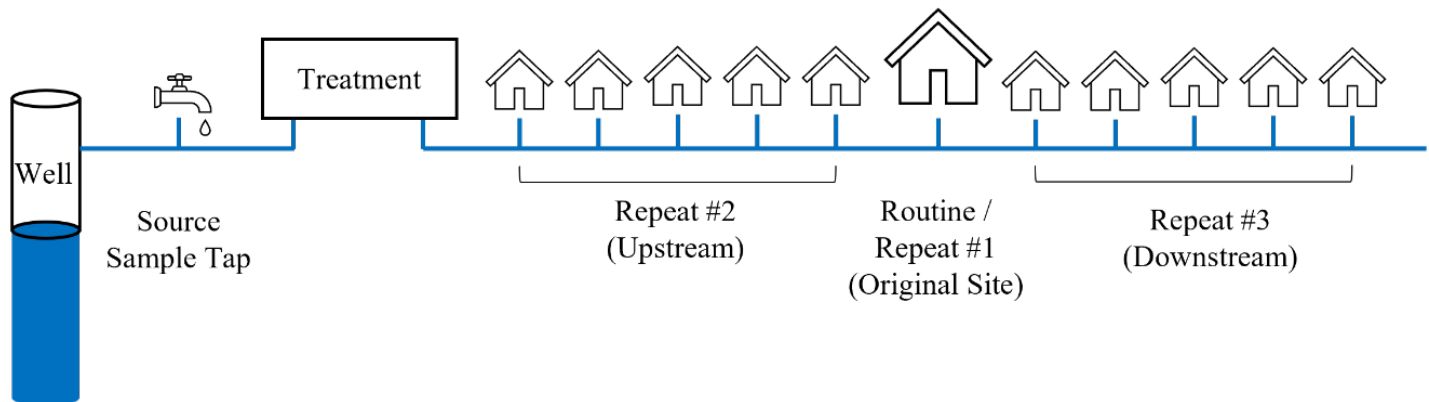 Treatment
Well
Source
Sample Tap
Repeat #2
(Upstream)
Routine /
Repeat #1
(Original Site)
Repeat #3
(Downstream)